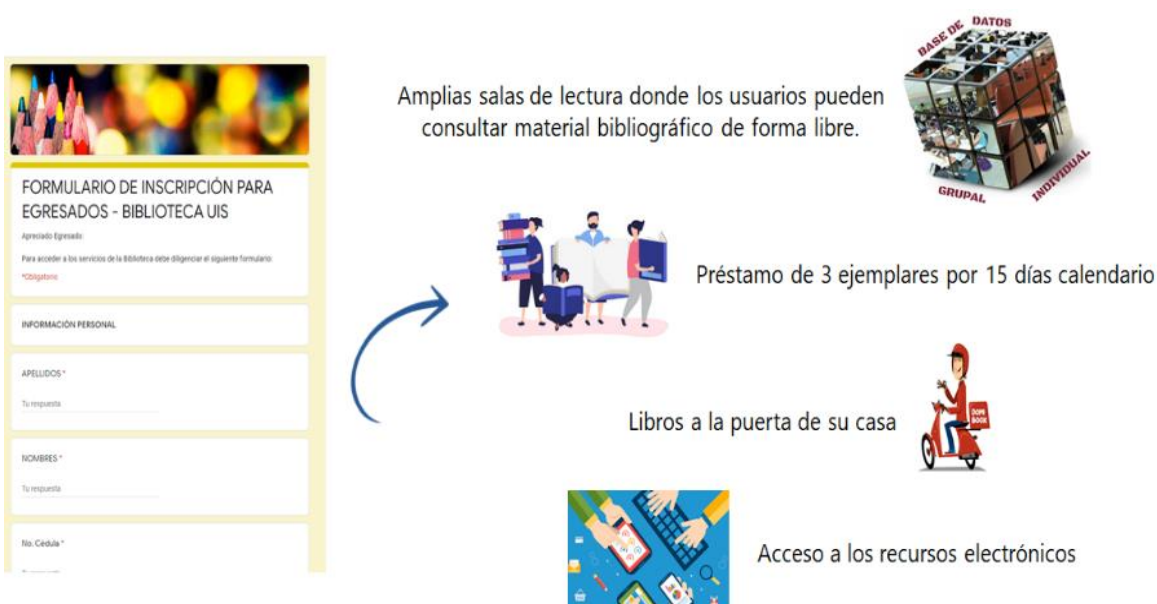 FORMULARIO DE INSCRIPCIÓN PARA
EGRESADOS - BIBLIOTECA UIS
Apreciado Egresado:
Para acceder a los servicios de la Biblioteca debe diligenciar el siguiente formulario:
*Obligatorio
INFORMACIÓN PERSONAL
APELLIDOS *
Tu respuesta
NOMBRES *
Tu respuesta
No. Cédula *
Amplias salas de lectura donde los usuarios pueden
consultar material bibliográfico de forma libre.
BASE DE DATOS
GRUPAL
INDIVIDUAL
Préstamo de 3 ejemplares por 15 días calendario
Libros a la puerta de su casa
DOMI
BOOK
Acceso a los recursos electrónicos